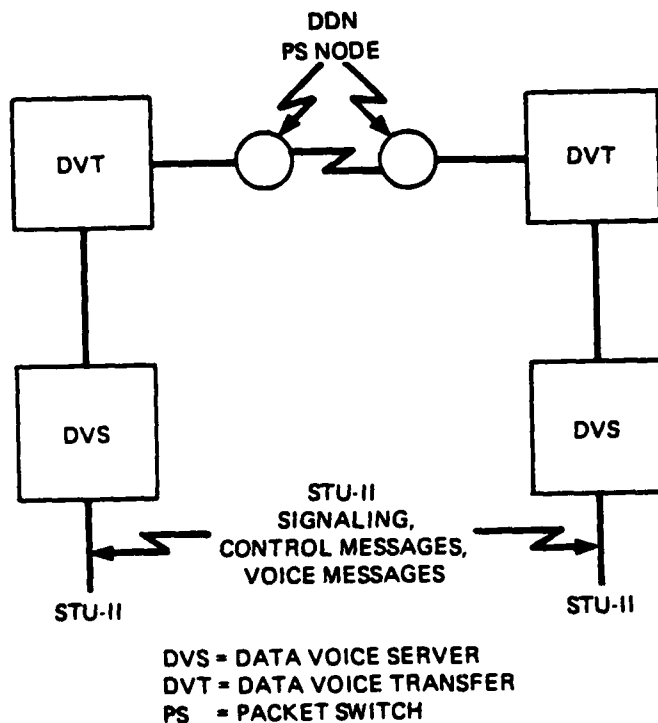 DDN
PS NODE
DVT
DVT
DVS
DVS
STU-II
SIGNALING,
CONTROL MESSAGES,
VOICE MESSAGES
STU-II
STU-II
DVS = DATA VOICE SERVER
DVT = DATA VOICE TRANSFER
PS = PACKET SWITCH